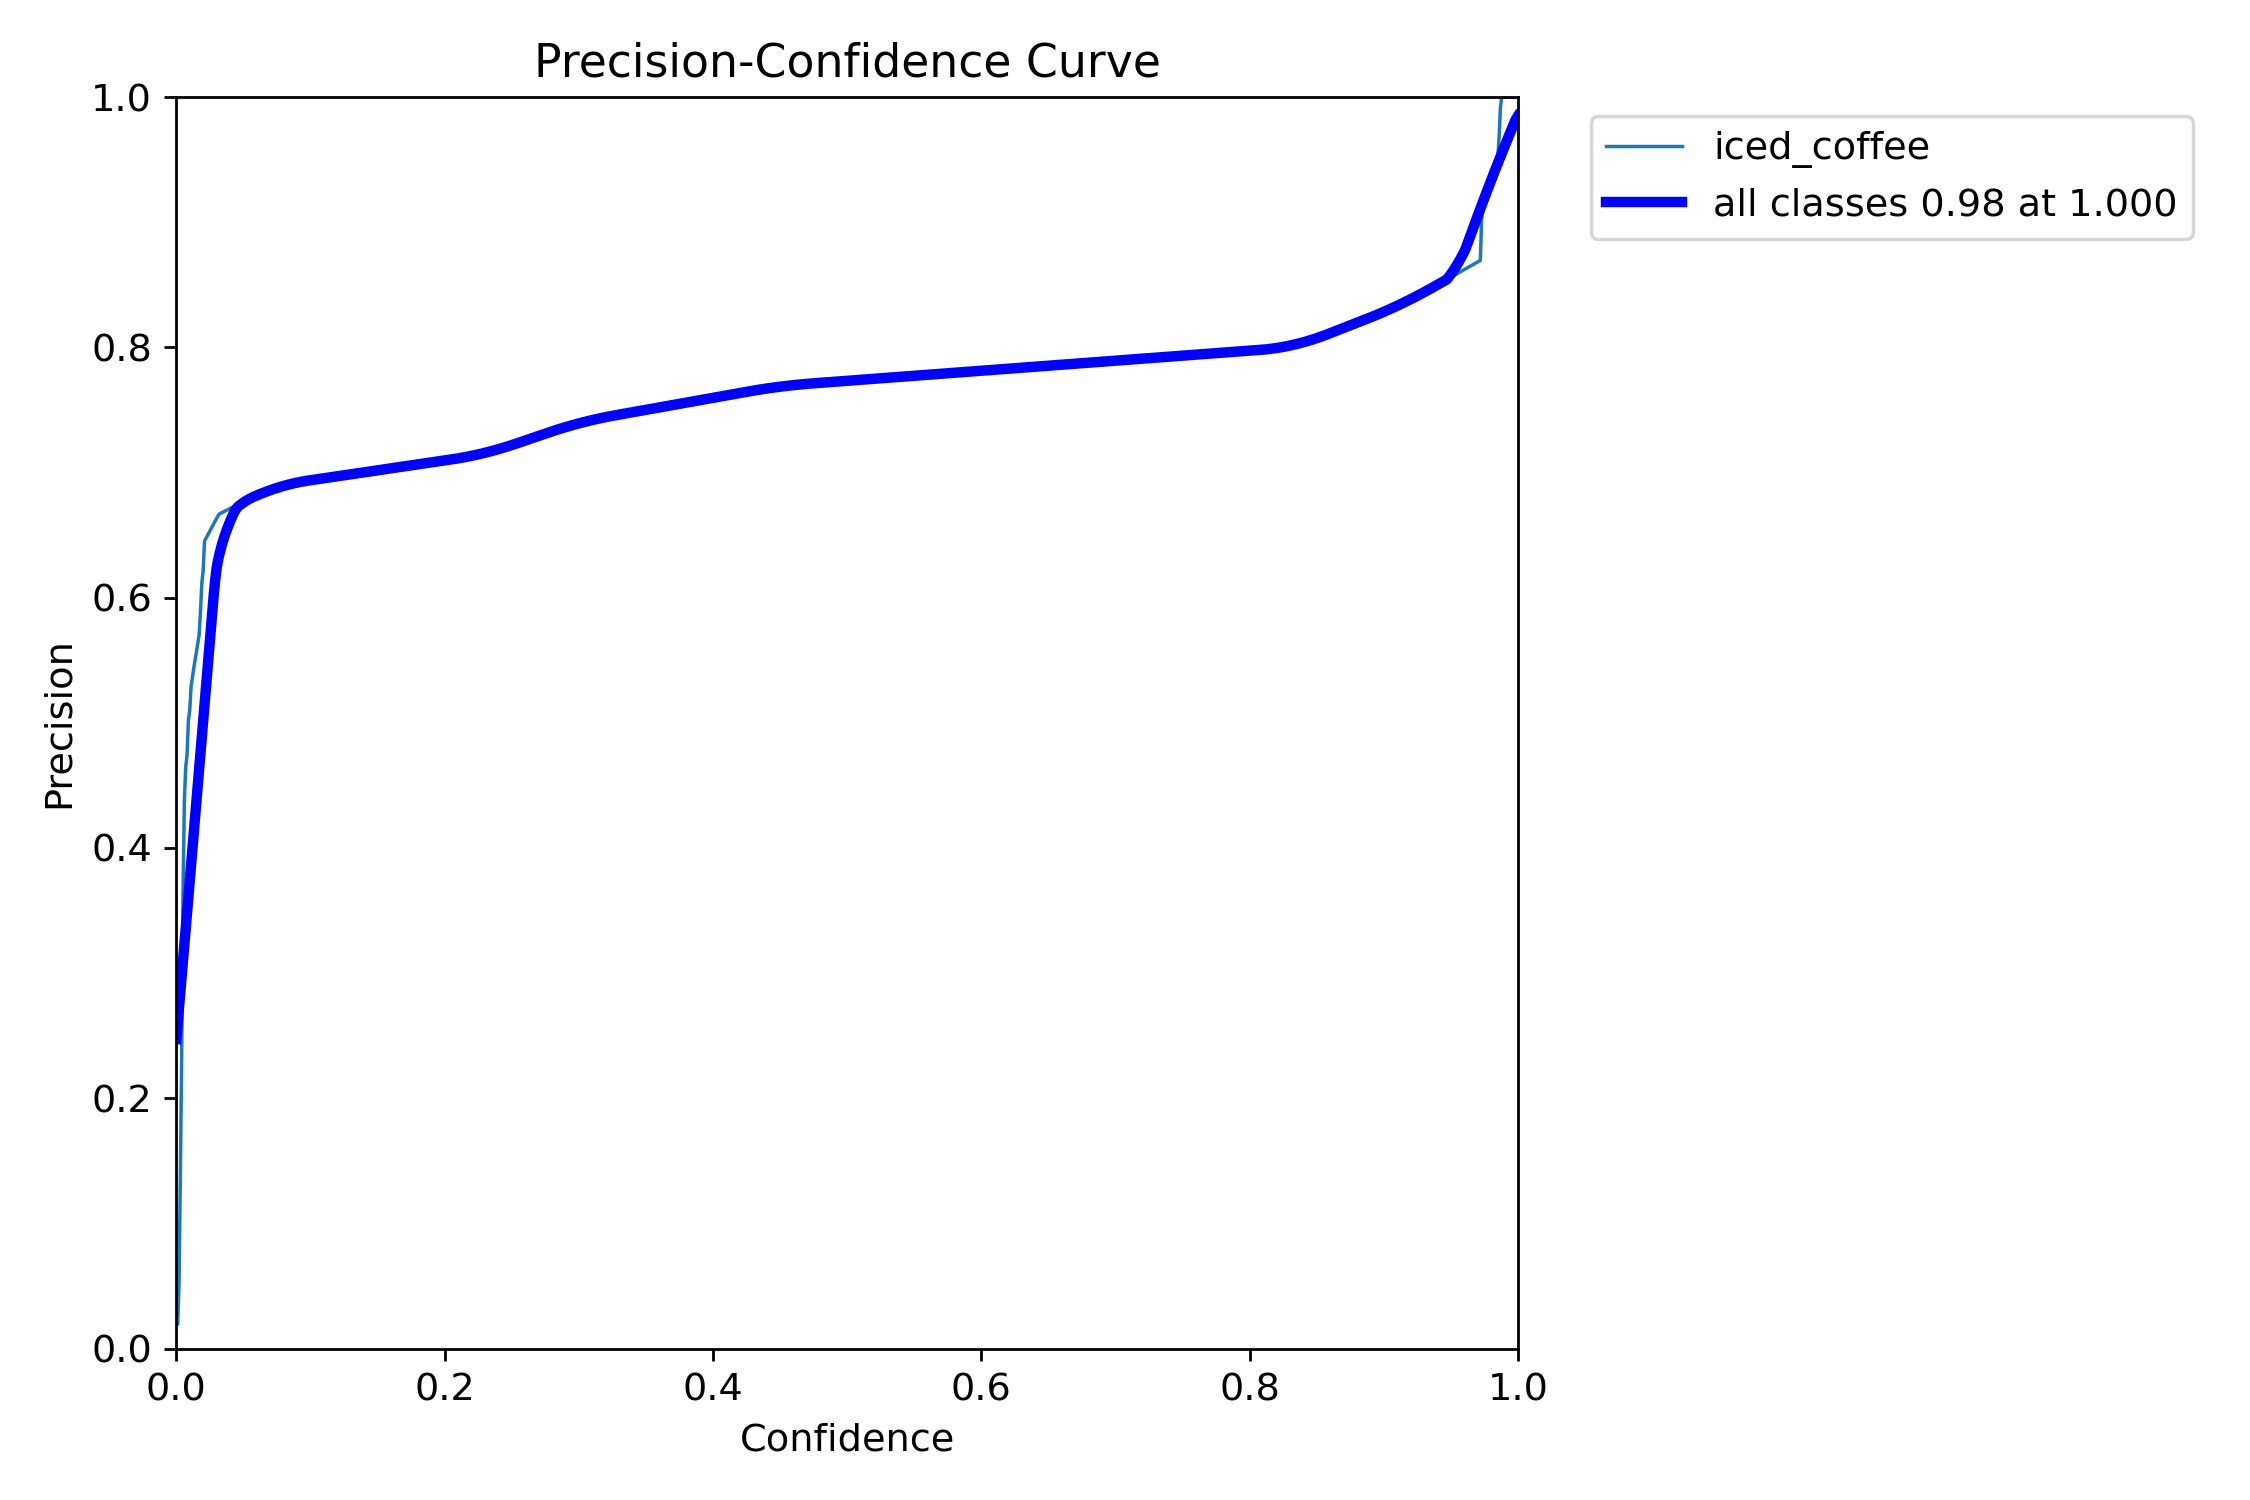 Precision-Confidence Curve
iced_coffee
all classes 0.98 at 1.000
1.0
0.8
0.6
0.4
0.2
0.0
Precision
0.0 0.2 0.4 0.6 0.8 1.0
Confidence